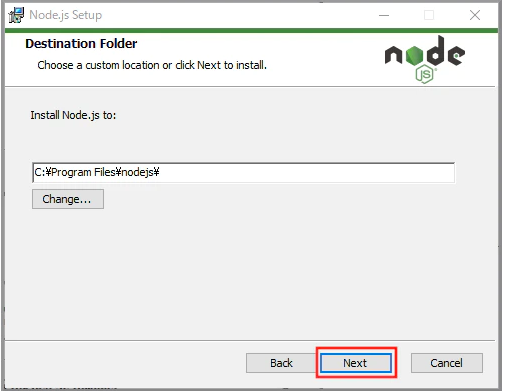 Node.js Setup
Destination Folder
Choose a custom location or click Next to install.
node
JS
Install Node.js to:
C:¥Program Files¥nodejs¥
Change...
Back
Next
Cancel